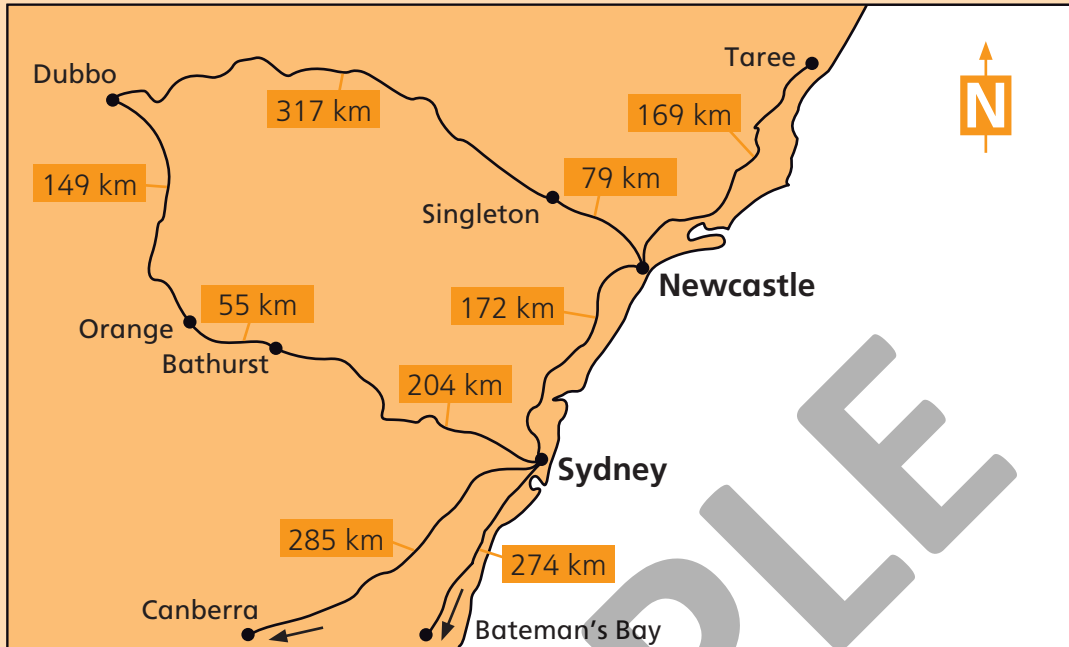 Taree
Dubbo
317 km
169 km
N
149 km
79 km
Singleton
Newcastle
55 km
172 km
Orange
Bathurst
204 km
Sydney
285 km
274 km
Canberra
Bateman's Bay
PLE